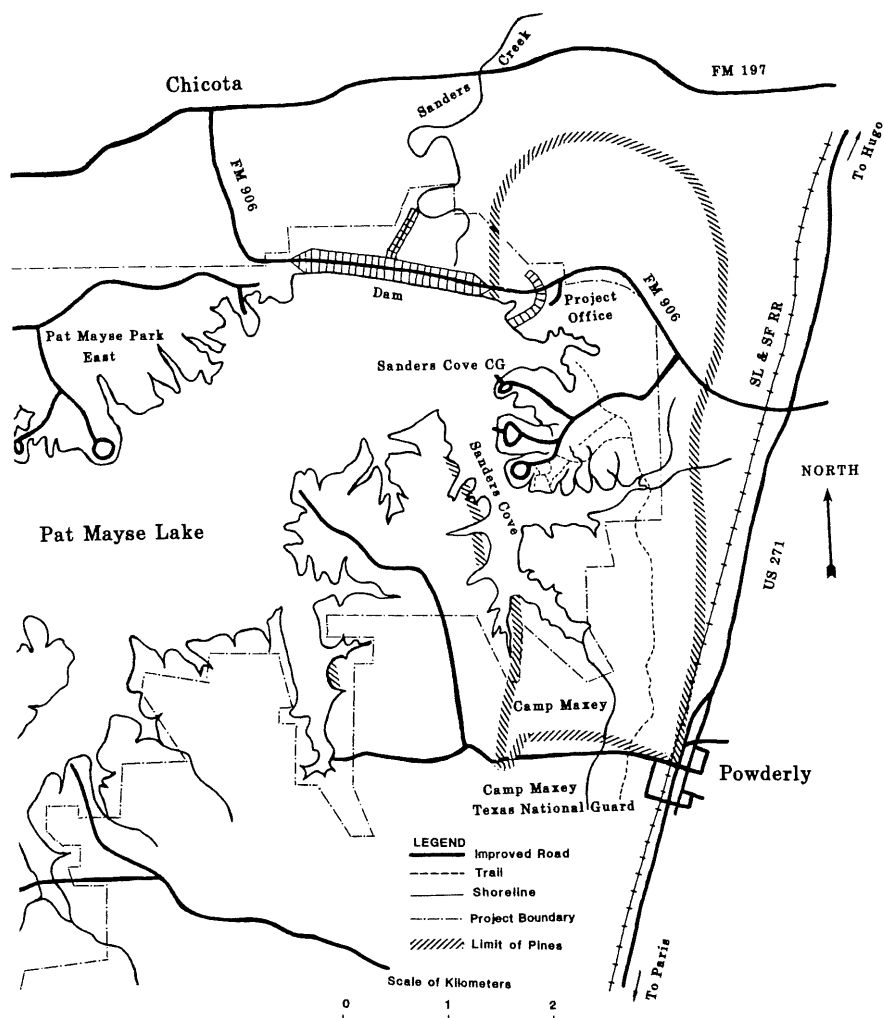 Sanders Creek
FM 197
Chicota
To Hugo
FM 906
Dam
Project
Office
FM 906
SL & SF RR
Pat Mayse Park
East
Sanders Cove CG
Sanders Cove
NORTH
Pat Mayse Lake
US 271
Camp Maxey
Powderly
Camp Maxey
Texas National Guard
LEGEND
Improved Road
Trail
Shoreline
Project Boundary
Limit of Pines
To Paris
Scale of Kilometers
0 1 2